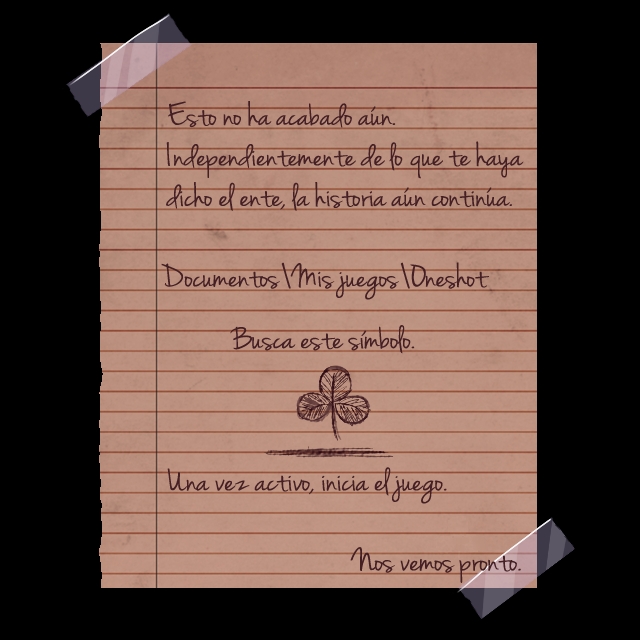 Esto no ha acabado aún.
Independientemente de lo que te haya
dicho el ente, la historia aún continúa.
Documentos\Mis juegos\Oneshot
Busca este símbolo.
Una vez activo, inicia el juego.
Nos vemos pronto.